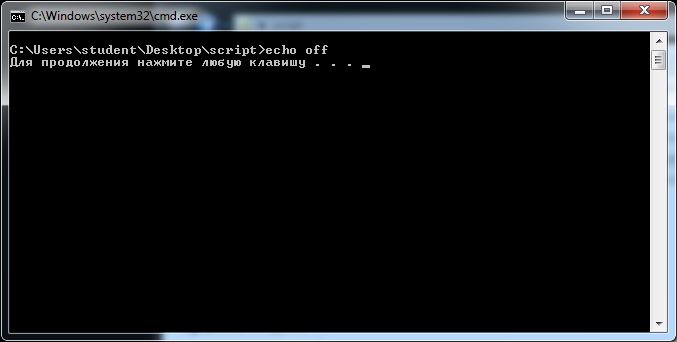 C:\Windows\system32\cmd.exe
C:\Users\student\Desktop\script>echo off
Для продолжения нажмите любую клавишу . . .